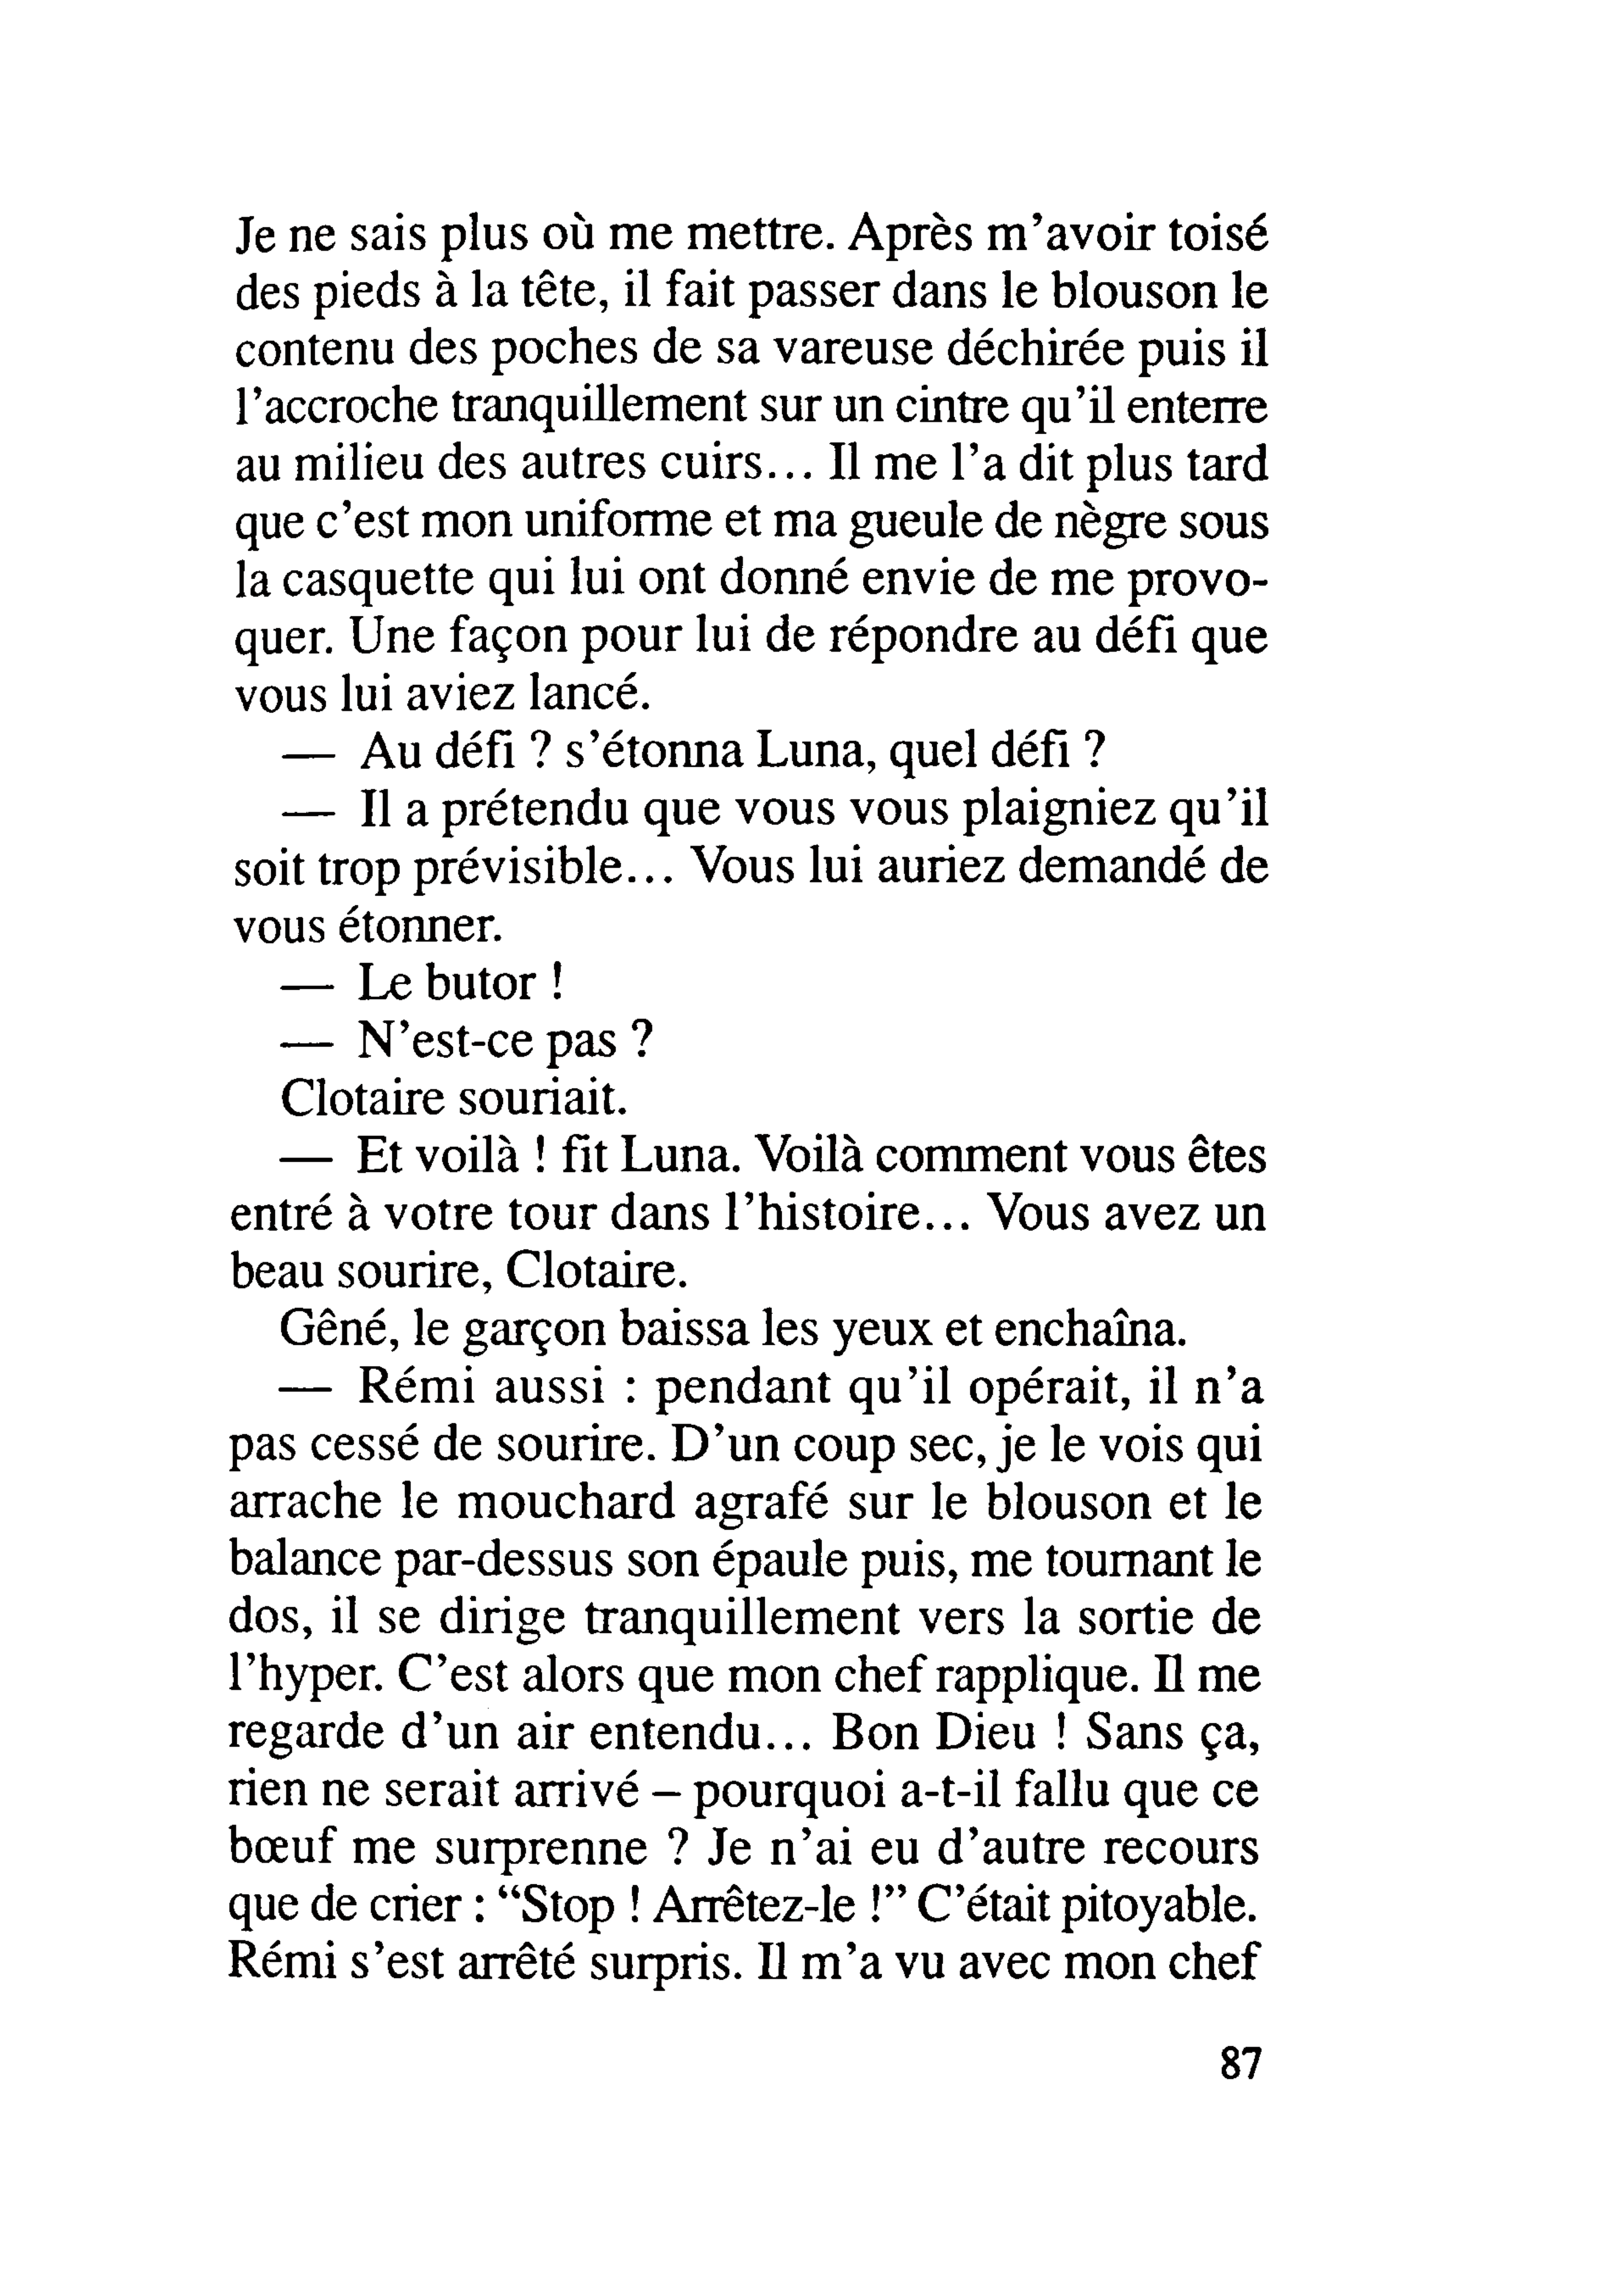 Je ne sais plus où me mettre. Après m'avoir toisé
des pieds à la tête, il fait passer dans le blouson le
contenu des poches de sa vareuse déchirée puis il
l'accroche tranquillement sur un cintre qu'il enterre
au milieu des autres cuirs... Il me l'a dit plus tard
que c'est mon uniforme et ma gueule de nègre sous
la casquette qui lui ont donné envie de me provo-
quer. Une façon pour lui de répondre au défi que
vous lui aviez lancé.
— Au défi ? s'étonna Luna, quel défi ?
— Il a prétendu que vous vous plaigniez qu'il
soit trop prévisible... Vous lui auriez demandé de
vous étonner.
— Le butor !
— N'est-ce pas ?
Clotaire souriait.
— Et voilà ! fit Luna. Voilà comment vous êtes
entré à votre tour dans l'histoire... Vous avez un
beau sourire, Clotaire.
Gêné, le garçon baissa les yeux et enchaîna.
— Rémi aussi : pendant qu'il opérait, il n'a
pas cessé de sourire. D'un coup sec, je le vois qui
arrache le mouchard agrafé sur le blouson et le
balance par-dessus son épaule puis, me tournant le
dos, il se dirige tranquillement vers la sortie de
l'hyper. C'est alors que mon chef rapplique. Il me
regarde d'un air entendu... Bon Dieu ! Sans ça,
rien ne serait arrivé – pourquoi a-t-il fallu que ce
bœuf me surprenne ? Je n'ai eu d'autre recours
que de crier : “Stop ! Arrêtez-le !” C'était pitoyable.
Rémi s'est arrêté surpris. Il m'a vu avec mon chef
87